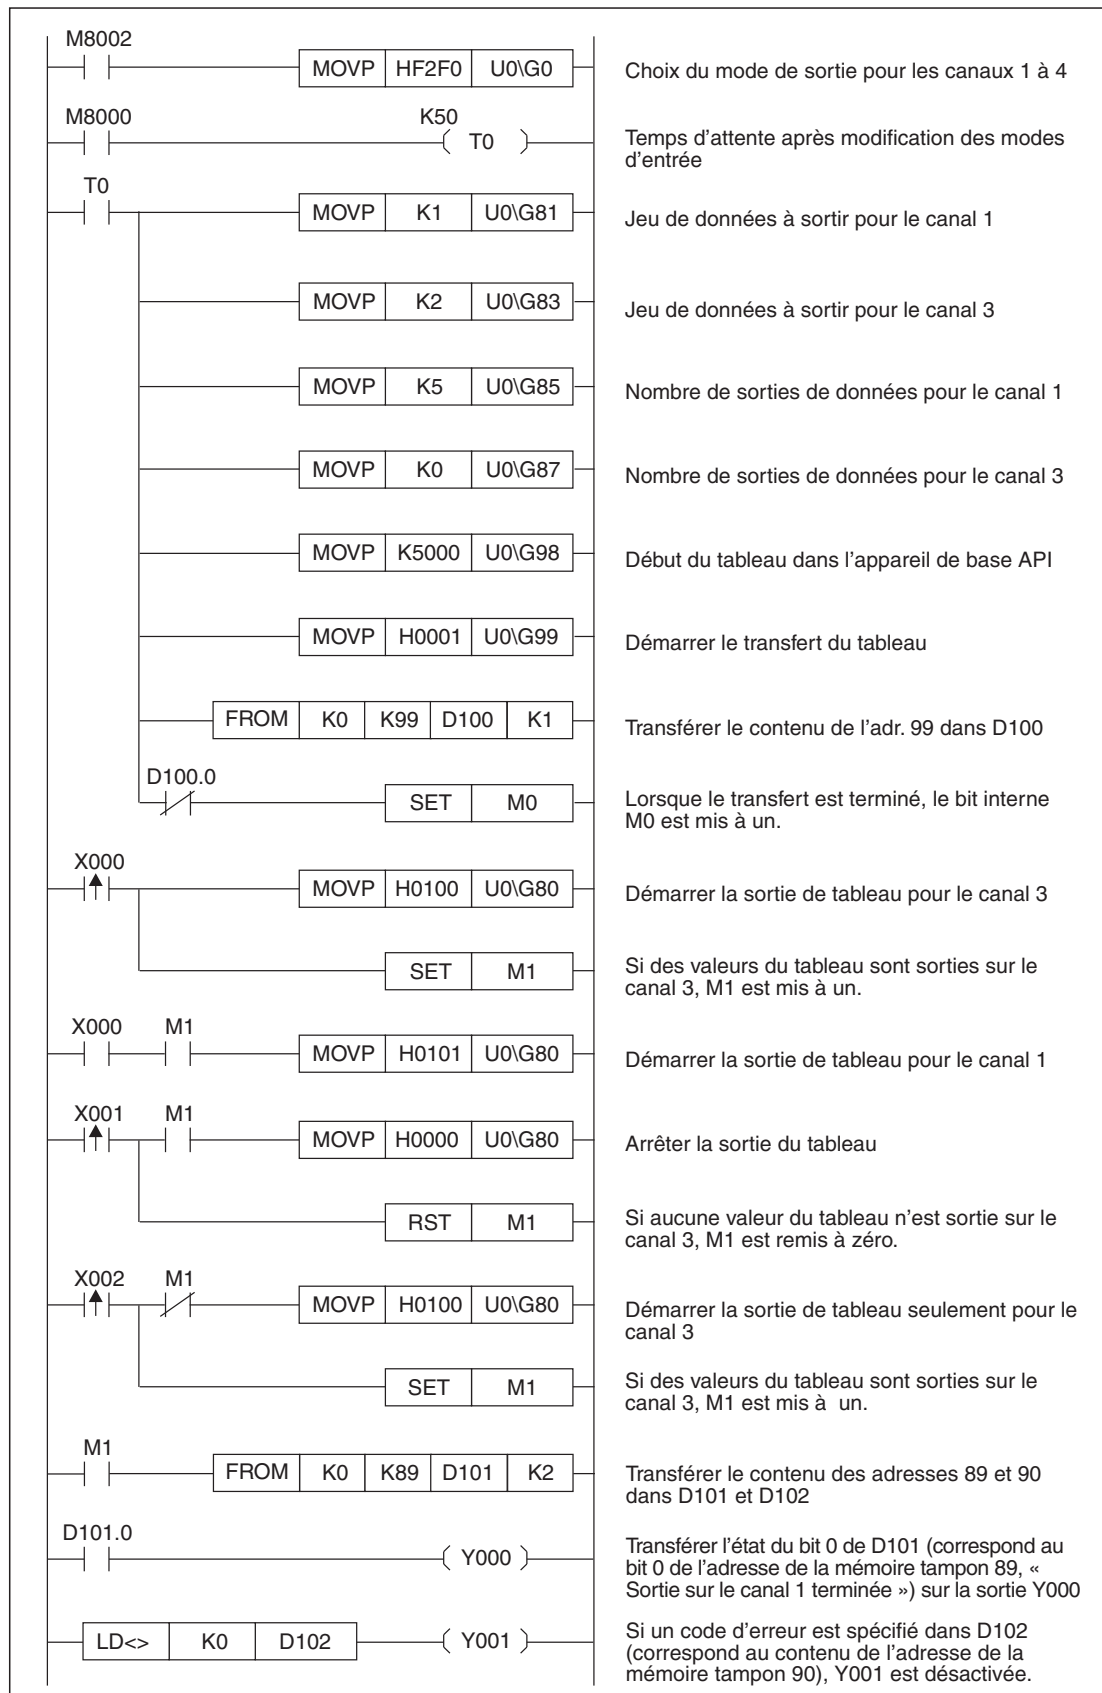 M8002
MOVP HF2F0 U0\G0
Choix du mode de sortie pour les canaux 1 à 4
M8000
K50
T0
Temps d'attente après modification des modes
d'entrée
T0
MOVP K1 U0\G81
Jeu de données à sortir pour le canal 1
MOVP K2 U0\G83
Jeu de données à sortir pour le canal 3
MOVP K5 U0\G85
Nombre de sorties de données pour le canal 1
MOVP K0 U0\G87
Nombre de sorties de données pour le canal 3
MOVP K5000 U0\G98
Début du tableau dans l'appareil de base API
MOVP H0001 U0\G99
Démarrer le transfert du tableau
FROM K0 K99 D100 K1
Transférer le contenu de l'adr. 99 dans D100
D100.0
SET M0
Lorsque le transfert est terminé, le bit interne
M0 est mis à un.
X000
MOVP H0100 U0\G80
Démarrer la sortie de tableau pour le canal 3
SET M1
Si des valeurs du tableau sont sorties sur le
canal 3, M1 est mis à un.
X000 M1
MOVP H0101 U0\G80
Démarrer la sortie de tableau pour le canal 1
X001 M1
MOVP H0000 U0\G80
Arrêter la sortie du tableau
RST M1
Si aucune valeur du tableau n'est sortie sur le
canal 3, M1 est remis à zéro.
X002 M1
MOVP H0100 U0\G80
Démarrer la sortie de tableau seulement pour le
canal 3
SET M1
Si des valeurs du tableau sont sorties sur le
canal 3, M1 est mis à un.
M1
FROM K0 K89 D101 K2
Transférer le contenu des adresses 89 et 90
dans D101 et D102
D101.0
Y000
Transférer l'état du bit 0 de D101 (correspond au
bit 0 de l'adresse de la mémoire tampon 89, «
Sortie sur le canal 1 terminée ») sur la sortie Y000
LD<> K0 D102
Y001
Si un code d'erreur est spécifié dans D102
(correspond au contenu de l'adresse de la
mémoire tampon 90), Y001 est désactivée.